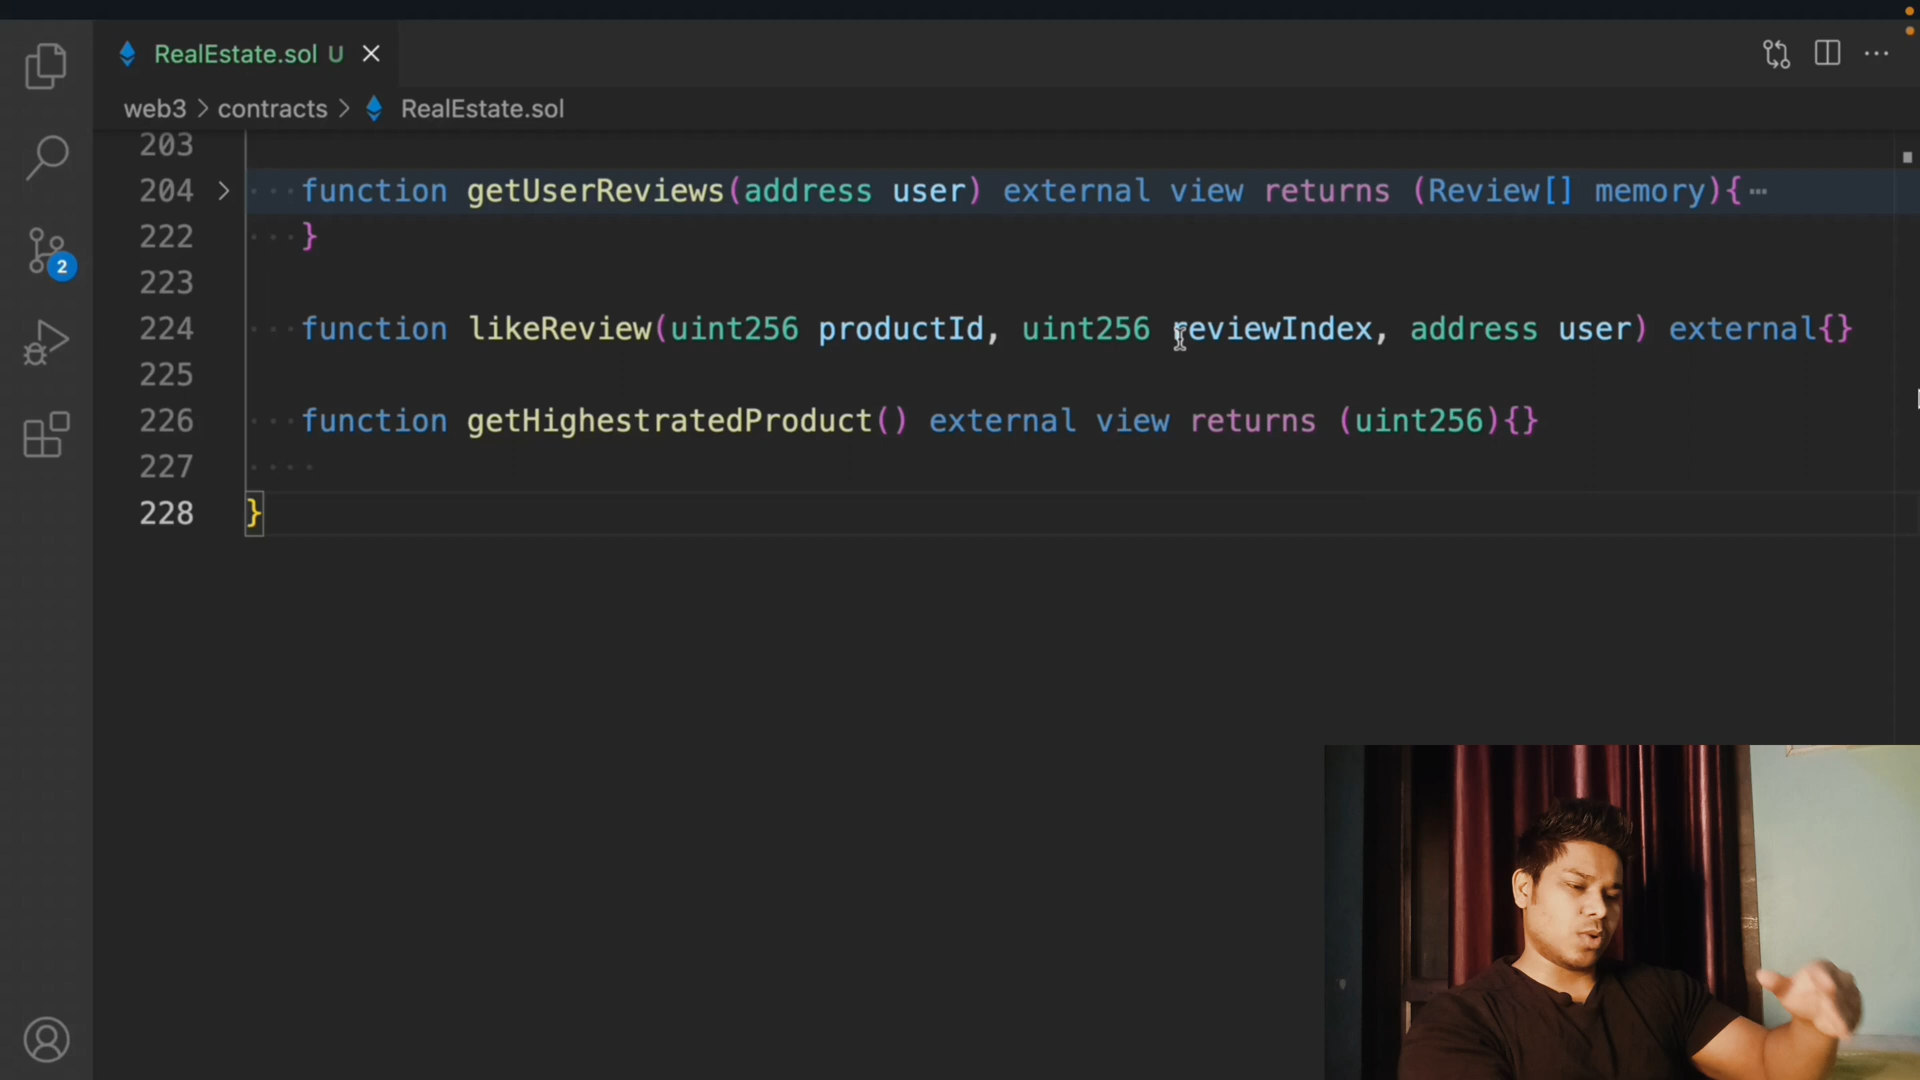 RealEstate.sol U
web3 > contracts > RealEstate.sol
203
204 function getUserReviews(address user) external view returns (Review[] memory){ ···
222 }
223
224 function likeReview(uint256 productId, uint256 reviewIndex, address user) external{}
225
226 function getHighestratedProduct() external view returns (uint256){}
227
228 }
2